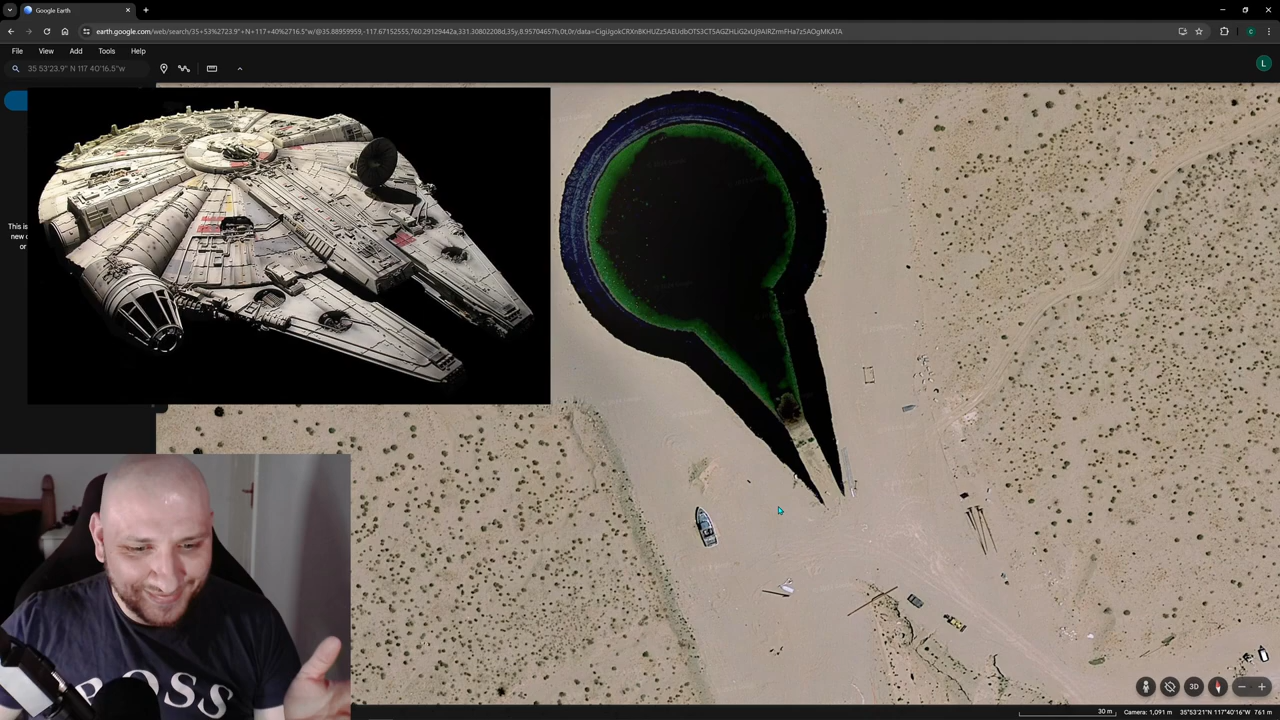 Google Earth
earth.google.com/web/search/35+53%2723.9"+N+117+40%2716.5"w/@35.88959959,-117.67152555,760.29129442a,331.30802208d,35y,8.95704657h,0t,0r/data=
File View Add Tools Help
35 53'23.9" N 117 40'16.5"w
L
This is
new
or
BOSS
3D
30 m Camera: 1,091 m 35°53'21"N 117°40'16"W 761 m